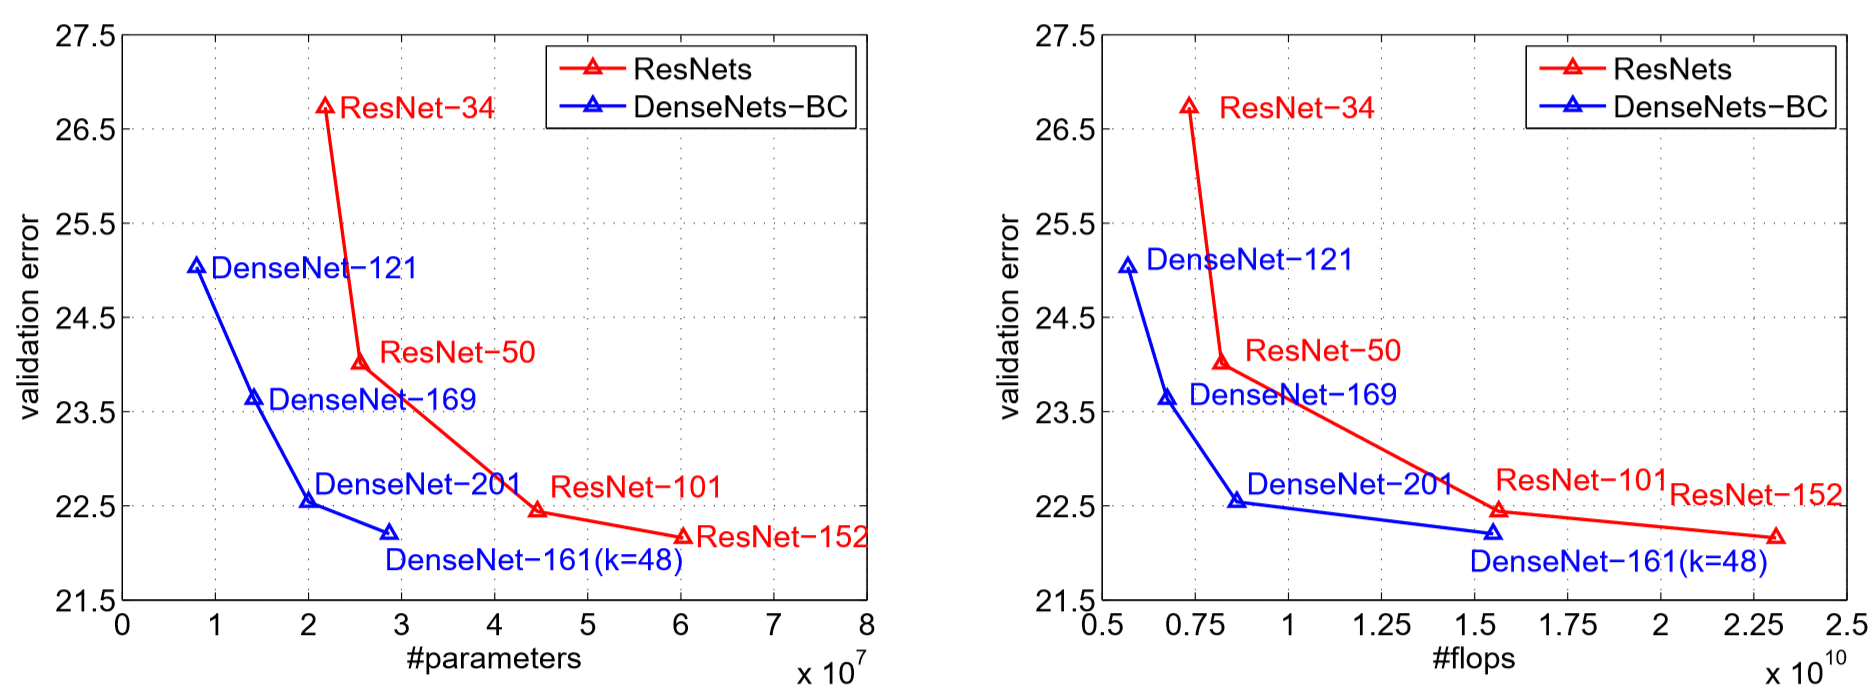 27.5
26.5
25.5
24.5
23.5
22.5
21.5
validation error
ResNets
DenseNets−BC
ResNet−34
DenseNet−121
ResNet−50
DenseNet−169
DenseNet−201
ResNet−101
ResNet−152
DenseNet−161(k=48)
0 1 2 3 4 5 6 7 8
#parameters
x 10^7
27.5
26.5
25.5
24.5
23.5
22.5
21.5
validation error
ResNets
DenseNets−BC
ResNet−34
DenseNet−121
ResNet−50
DenseNet−169
DenseNet−201
ResNet−101
ResNet−152
DenseNet−161(k=48)
0.5 0.75 1 1.25 1.5 1.75 2 2.25 2.5
#flops
x 10^10